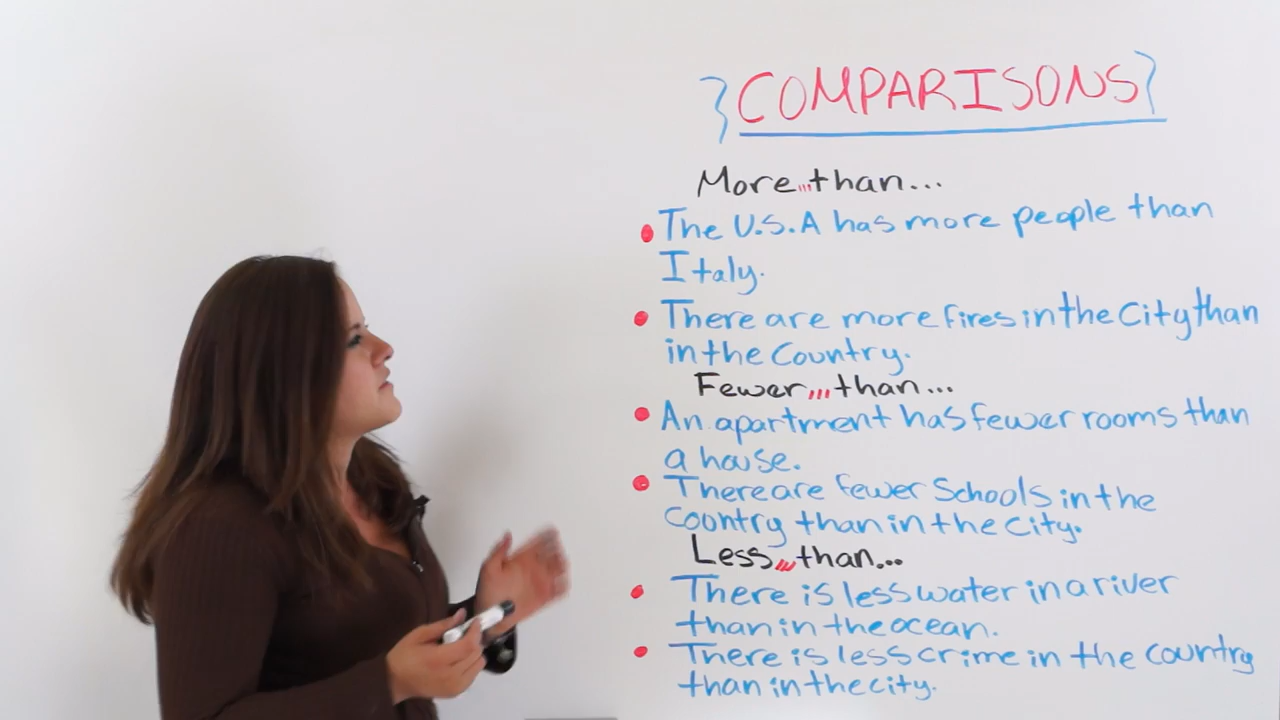 }COMPARISONS}
More...than...
The U.S.A has more people than
Italy.
There are more fires in the City than
in the Country.
Fewer...than...
An apartment has fewer rooms than
a house.
There are fewer Schools in the
Country than in the City.
Less...than...
There is less water in a river
than in the ocean.
There is less crime in the country
than in the city.